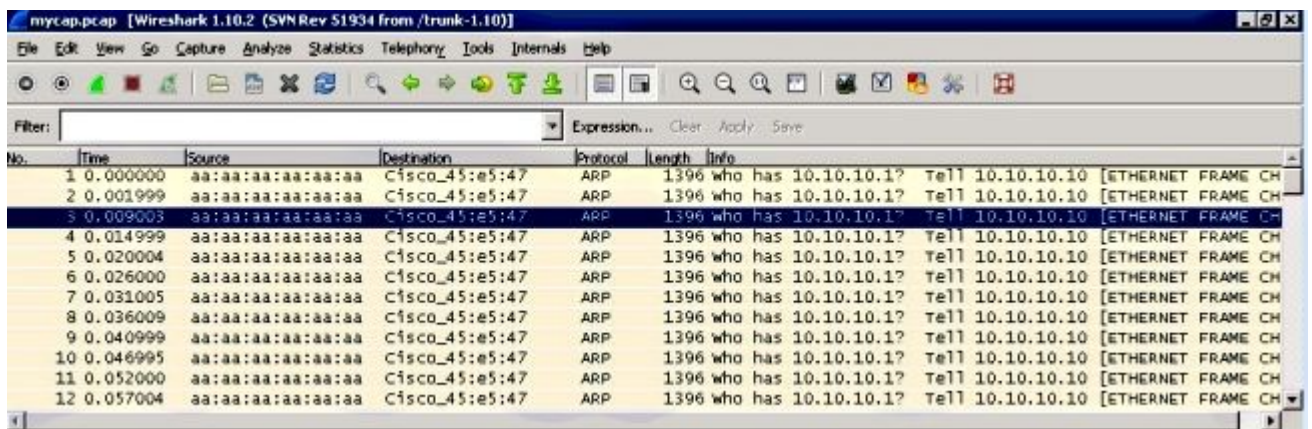 mycap.pcap [Wireshark 1.10.2 (SVN Rev 51934 from /trunk-1.10)]
File Edit View Go Capture Analyze Statistics Telephony Tools Internals Help
Filter: Expression... Clear Apply Save
No. Time Source Destination Protocol Length Info
1 0.000000 aa:aa:aa:aa:aa:aa Cisco_45:e5:47 ARP 1396 who has 10.10.10.1? Tell 10.10.10.10 [ETHERNET FRAME CH
2 0.001999 aa:aa:aa:aa:aa:aa Cisco_45:e5:47 ARP 1396 who has 10.10.10.1? Tell 10.10.10.10 [ETHERNET FRAME CH
3 0.009003 aa:aa:aa:aa:aa:aa Cisco_45:e5:47 ARP 1396 who has 10.10.10.1? Tell 10.10.10.10 [ETHERNET FRAME CH
4 0.014999 aa:aa:aa:aa:aa:aa Cisco_45:e5:47 ARP 1396 who has 10.10.10.1? Tell 10.10.10.10 [ETHERNET FRAME CH
5 0.020004 aa:aa:aa:aa:aa:aa Cisco_45:e5:47 ARP 1396 who has 10.10.10.1? Tell 10.10.10.10 [ETHERNET FRAME CH
6 0.026000 aa:aa:aa:aa:aa:aa Cisco_45:e5:47 ARP 1396 who has 10.10.10.1? Tell 10.10.10.10 [ETHERNET FRAME CH
7 0.031005 aa:aa:aa:aa:aa:aa Cisco_45:e5:47 ARP 1396 who has 10.10.10.1? Tell 10.10.10.10 [ETHERNET FRAME CH
8 0.036009 aa:aa:aa:aa:aa:aa Cisco_45:e5:47 ARP 1396 who has 10.10.10.1? Tell 10.10.10.10 [ETHERNET FRAME CH
9 0.040999 aa:aa:aa:aa:aa:aa Cisco_45:e5:47 ARP 1396 who has 10.10.10.1? Tell 10.10.10.10 [ETHERNET FRAME CH
10 0.046995 aa:aa:aa:aa:aa:aa Cisco_45:e5:47 ARP 1396 who has 10.10.10.1? Tell 10.10.10.10 [ETHERNET FRAME CH
11 0.052000 aa:aa:aa:aa:aa:aa Cisco_45:e5:47 ARP 1396 who has 10.10.10.1? Tell 10.10.10.10 [ETHERNET FRAME CH
12 0.057004 aa:aa:aa:aa:aa:aa Cisco_45:e5:47 ARP 1396 who has 10.10.10.1? Tell 10.10.10.10 [ETHERNET FRAME CH